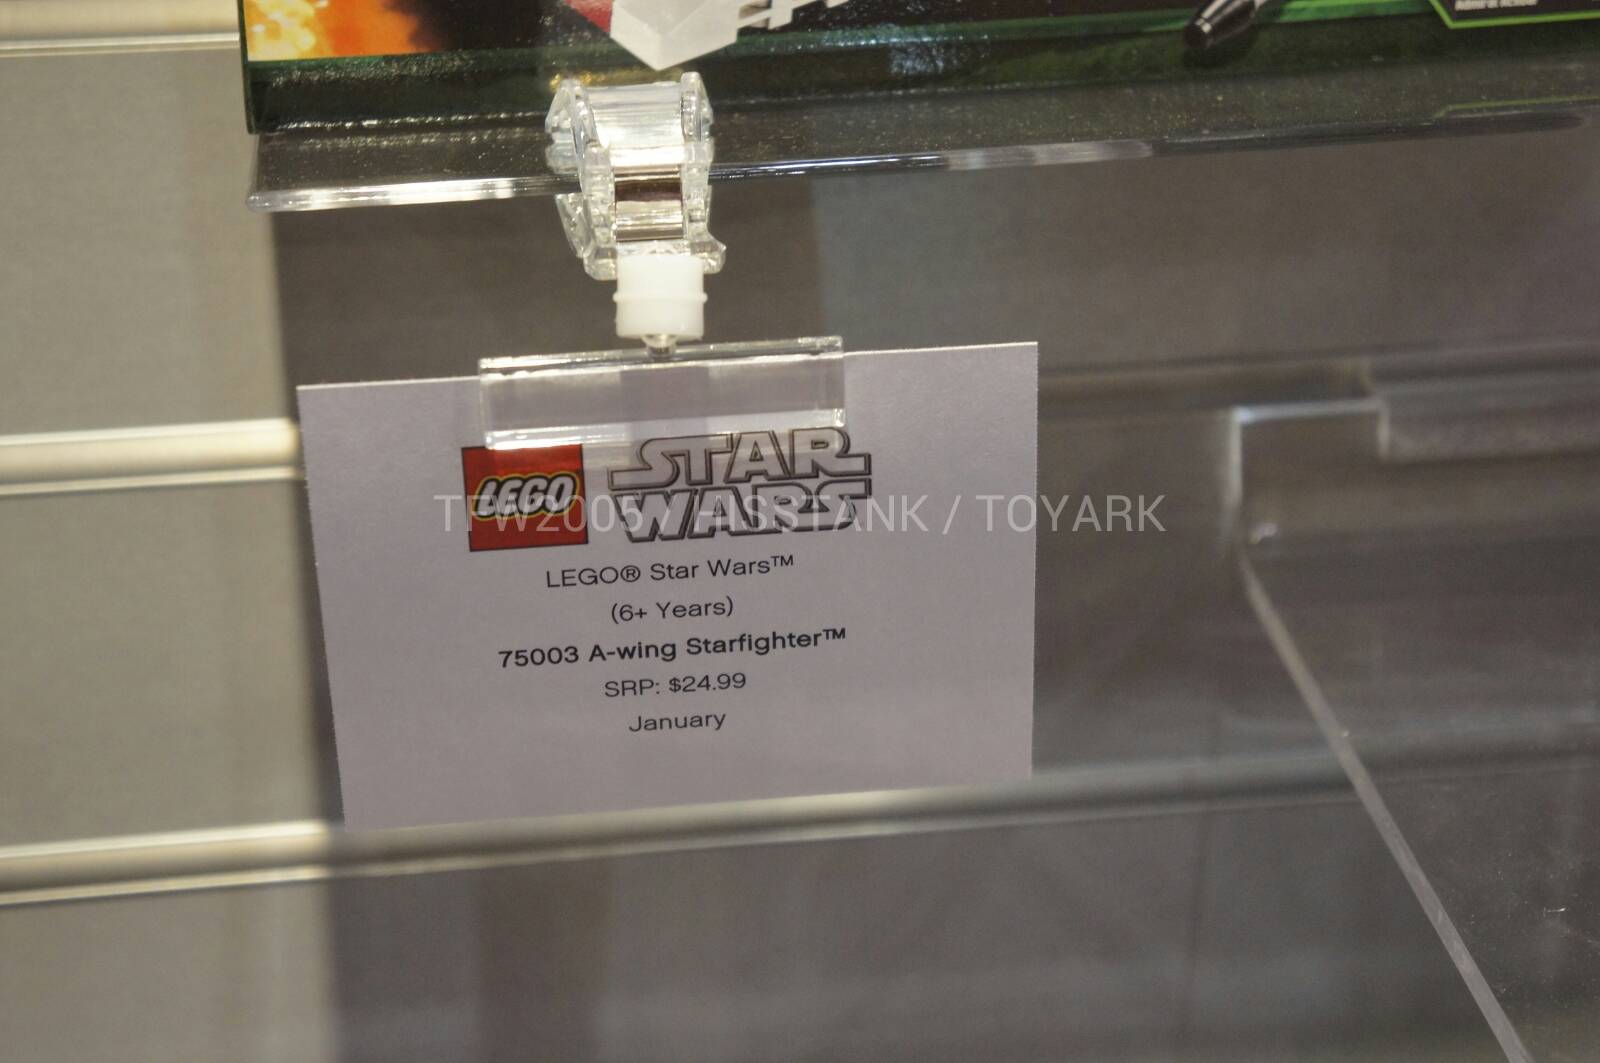 LEGO
STAR
WARS
TFW2005 / HISSTANK / TOYARK
LEGO® Star Wars™
(6+ Years)
75003 A-wing Starfighter™
SRP: $24.99
January